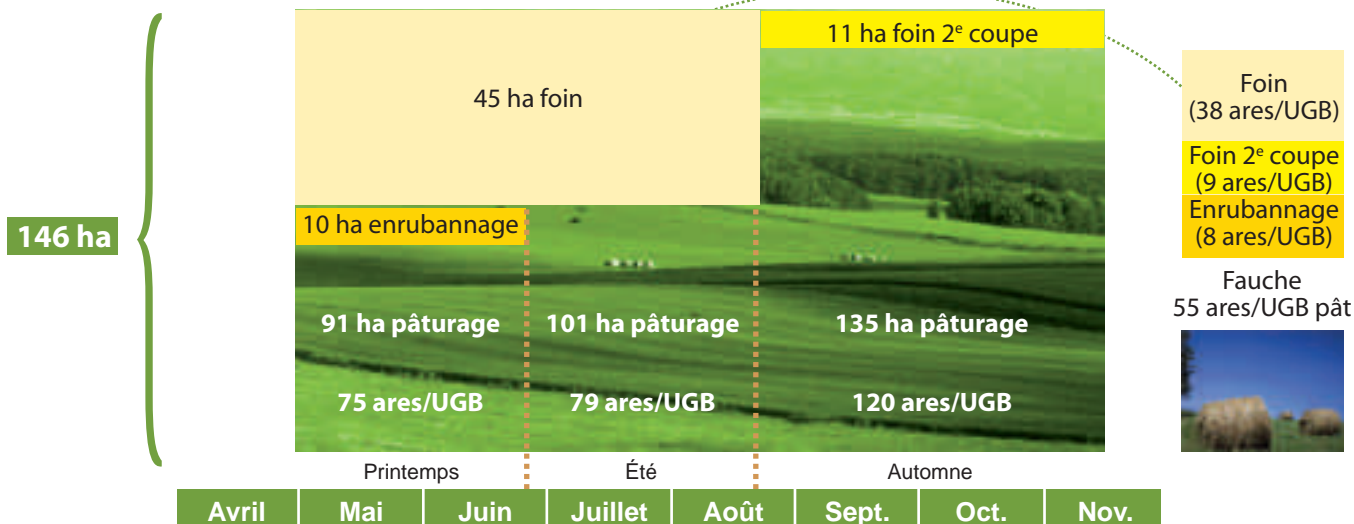 11 ha foin 2e coupe
45 ha foin
Foin
(38 ares/UGB)
Foin 2e coupe
(9 ares/UGB)
Enrubannage
(8 ares/UGB)
10 ha enrubannage
146 ha
Fauche
55 ares/UGB pât
91 ha pâturage
101 ha pâturage
135 ha pâturage
75 ares/UGB
79 ares/UGB
120 ares/UGB
Printemps
Été
Automne
Avril
Mai
Juin
Juillet
Août
Sept.
Oct.
Nov.